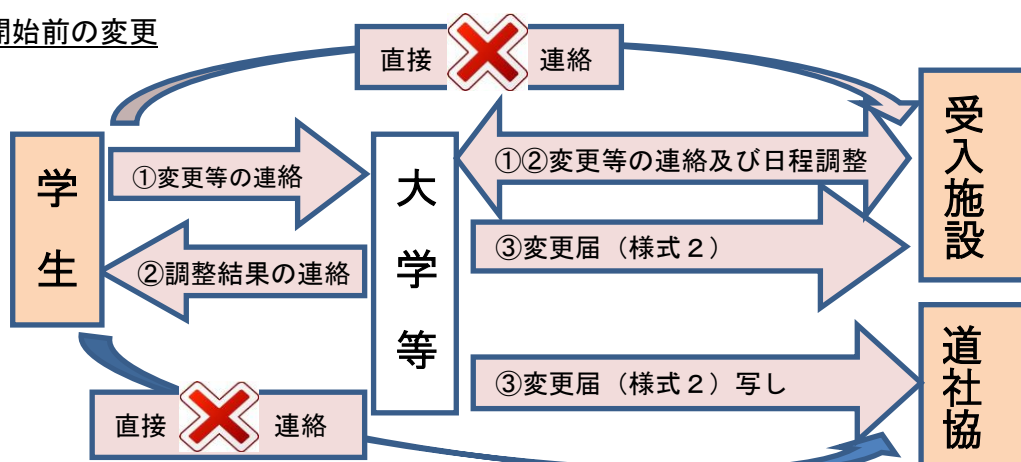 開始前の変更
直接 連絡
学生
①変更等の連絡
②調整結果の連絡
大学等
①②変更等の連絡及び日程調整
③変更届（様式２）
受入施設
③変更届（様式２）写し
道社協
直接 連絡